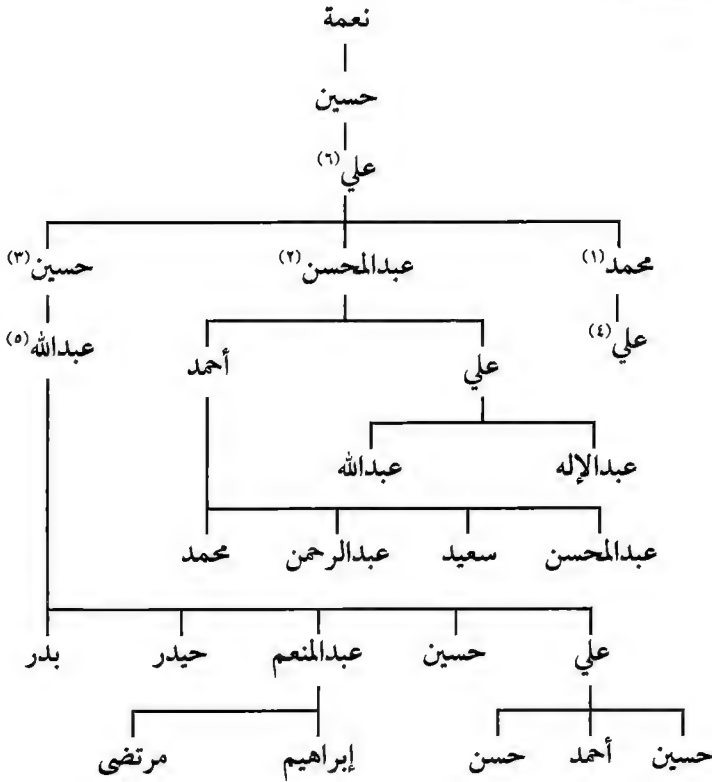 نعمة
حسين
علي(٦)
محمد(١) عبدالمحسن(٢) حسين(٣)
علي(٤) علي أحمد عبدالله(٥)
عبدالإله عبدالله
عبدالمحسن سعيد عبدالرحمن محمد
علي حسين عبدالمنعم حيدر بدر
حسين أحمد حسن إبراهيم مرتضى